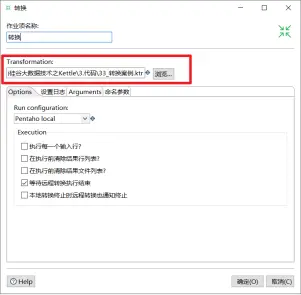 转换
作业项名称:
转换
Transformation:
硅谷大数据技术之Kettle\3.代码\33_转换案例.ktr
浏览...
Options 设置日志 Arguments 命名参数
Run configuration:
Pentaho local
Execution
执行每一个输入行?
在执行前清除结果行列表?
在执行前清除结果文件列表?
等待远程转换执行结束
本地转换终止时远程转换也通知终止
Help 确定(O) 取消(C)